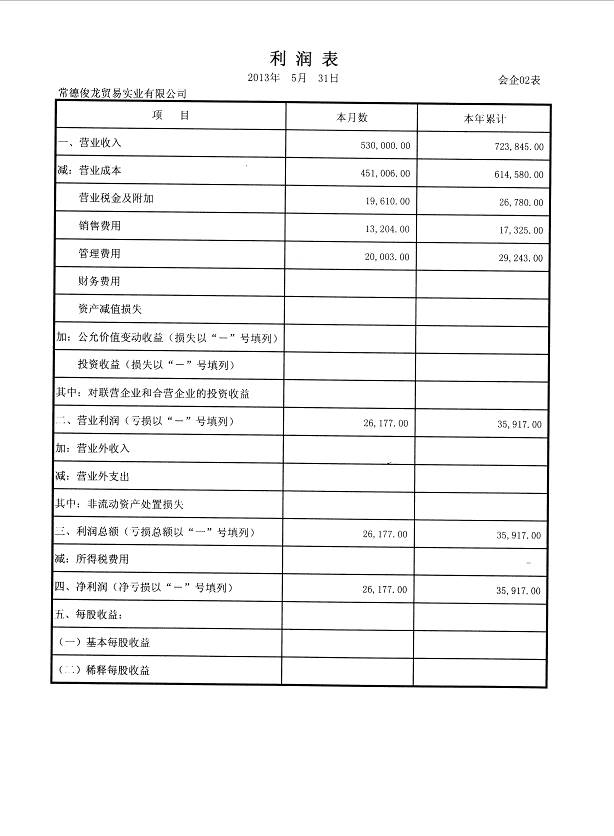 利润表
2013年 5月 31日
会企02表
常德俊龙贸易实业有限公司
项 目 本月数 本年累计
一、营业收入 530,000.00 723,845.00
减：营业成本 451,006.00 614,580.00
营业税金及附加 19,610.00 26,780.00
销售费用 13,204.00 17,325.00
管理费用 20,003.00 29,243.00
财务费用
资产减值损失
加：公允价值变动收益（损失以“－”号填列）
投资收益（损失以“－”号填列）
其中：对联营企业和合营企业的投资收益
二、营业利润（亏损以“－”号填列） 26,177.00 35,917.00
加：营业外收入
减：营业外支出
其中：非流动资产处置损失
三、利润总额（亏损总额以“一”号填列） 26,177.00 35,917.00
减：所得税费用
四、净利润（净亏损以“－”号填列） 26,177.00 35,917.00
五、每股收益：
（一）基本每股收益
（二）稀释每股收益